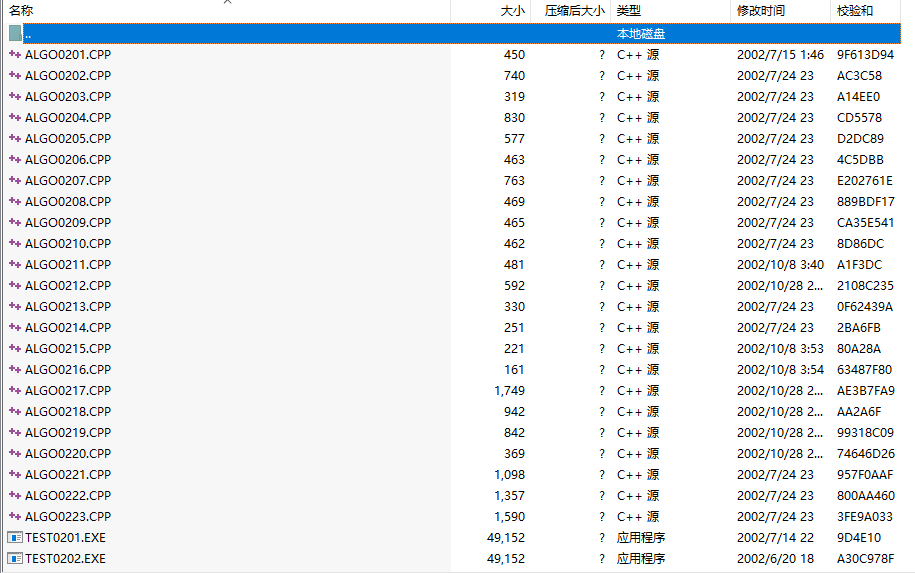 名称 大小 压缩后大小 类型 修改时间 校验和
.. 本地磁盘
ALGO0201.CPP 450 ? C++ 源 2002/7/15 1:46 9F613D94
ALGO0202.CPP 740 ? C++ 源 2002/7/24 23 AC3C58
ALGO0203.CPP 319 ? C++ 源 2002/7/24 23 A14EE0
ALGO0204.CPP 830 ? C++ 源 2002/7/24 23 CD5578
ALGO0205.CPP 577 ? C++ 源 2002/7/24 23 D2DC89
ALGO0206.CPP 463 ? C++ 源 2002/7/24 23 4C5DBB
ALGO0207.CPP 763 ? C++ 源 2002/7/24 23 E202761E
ALGO0208.CPP 469 ? C++ 源 2002/7/24 23 889BDF17
ALGO0209.CPP 465 ? C++ 源 2002/7/24 23 CA35E541
ALGO0210.CPP 462 ? C++ 源 2002/7/24 23 8D86DC
ALGO0211.CPP 481 ? C++ 源 2002/10/8 3:40 A1F3DC
ALGO0212.CPP 592 ? C++ 源 2002/10/28 2... 2108C235
ALGO0213.CPP 330 ? C++ 源 2002/7/24 23 0F62439A
ALGO0214.CPP 251 ? C++ 源 2002/7/24 23 2BA6FB
ALGO0215.CPP 221 ? C++ 源 2002/10/8 3:53 80A28A
ALGO0216.CPP 161 ? C++ 源 2002/10/8 3:54 63487F80
ALGO0217.CPP 1,749 ? C++ 源 2002/10/28 2... AE3B7FA9
ALGO0218.CPP 942 ? C++ 源 2002/10/28 2... AA2A6F
ALGO0219.CPP 842 ? C++ 源 2002/10/28 2... 99318C09
ALGO0220.CPP 369 ? C++ 源 2002/10/28 2... 74646D26
ALGO0221.CPP 1,098 ? C++ 源 2002/7/24 23 957F0AAF
ALGO0222.CPP 1,357 ? C++ 源 2002/7/24 23 800AA460
ALGO0223.CPP 1,590 ? C++ 源 2002/7/24 23 3FE9A033
TEST0201.EXE 49,152 ? 应用程序 2002/7/14 22 9D4E10
TEST0202.EXE 49,152 ? 应用程序 2002/6/20 18 A30C978F